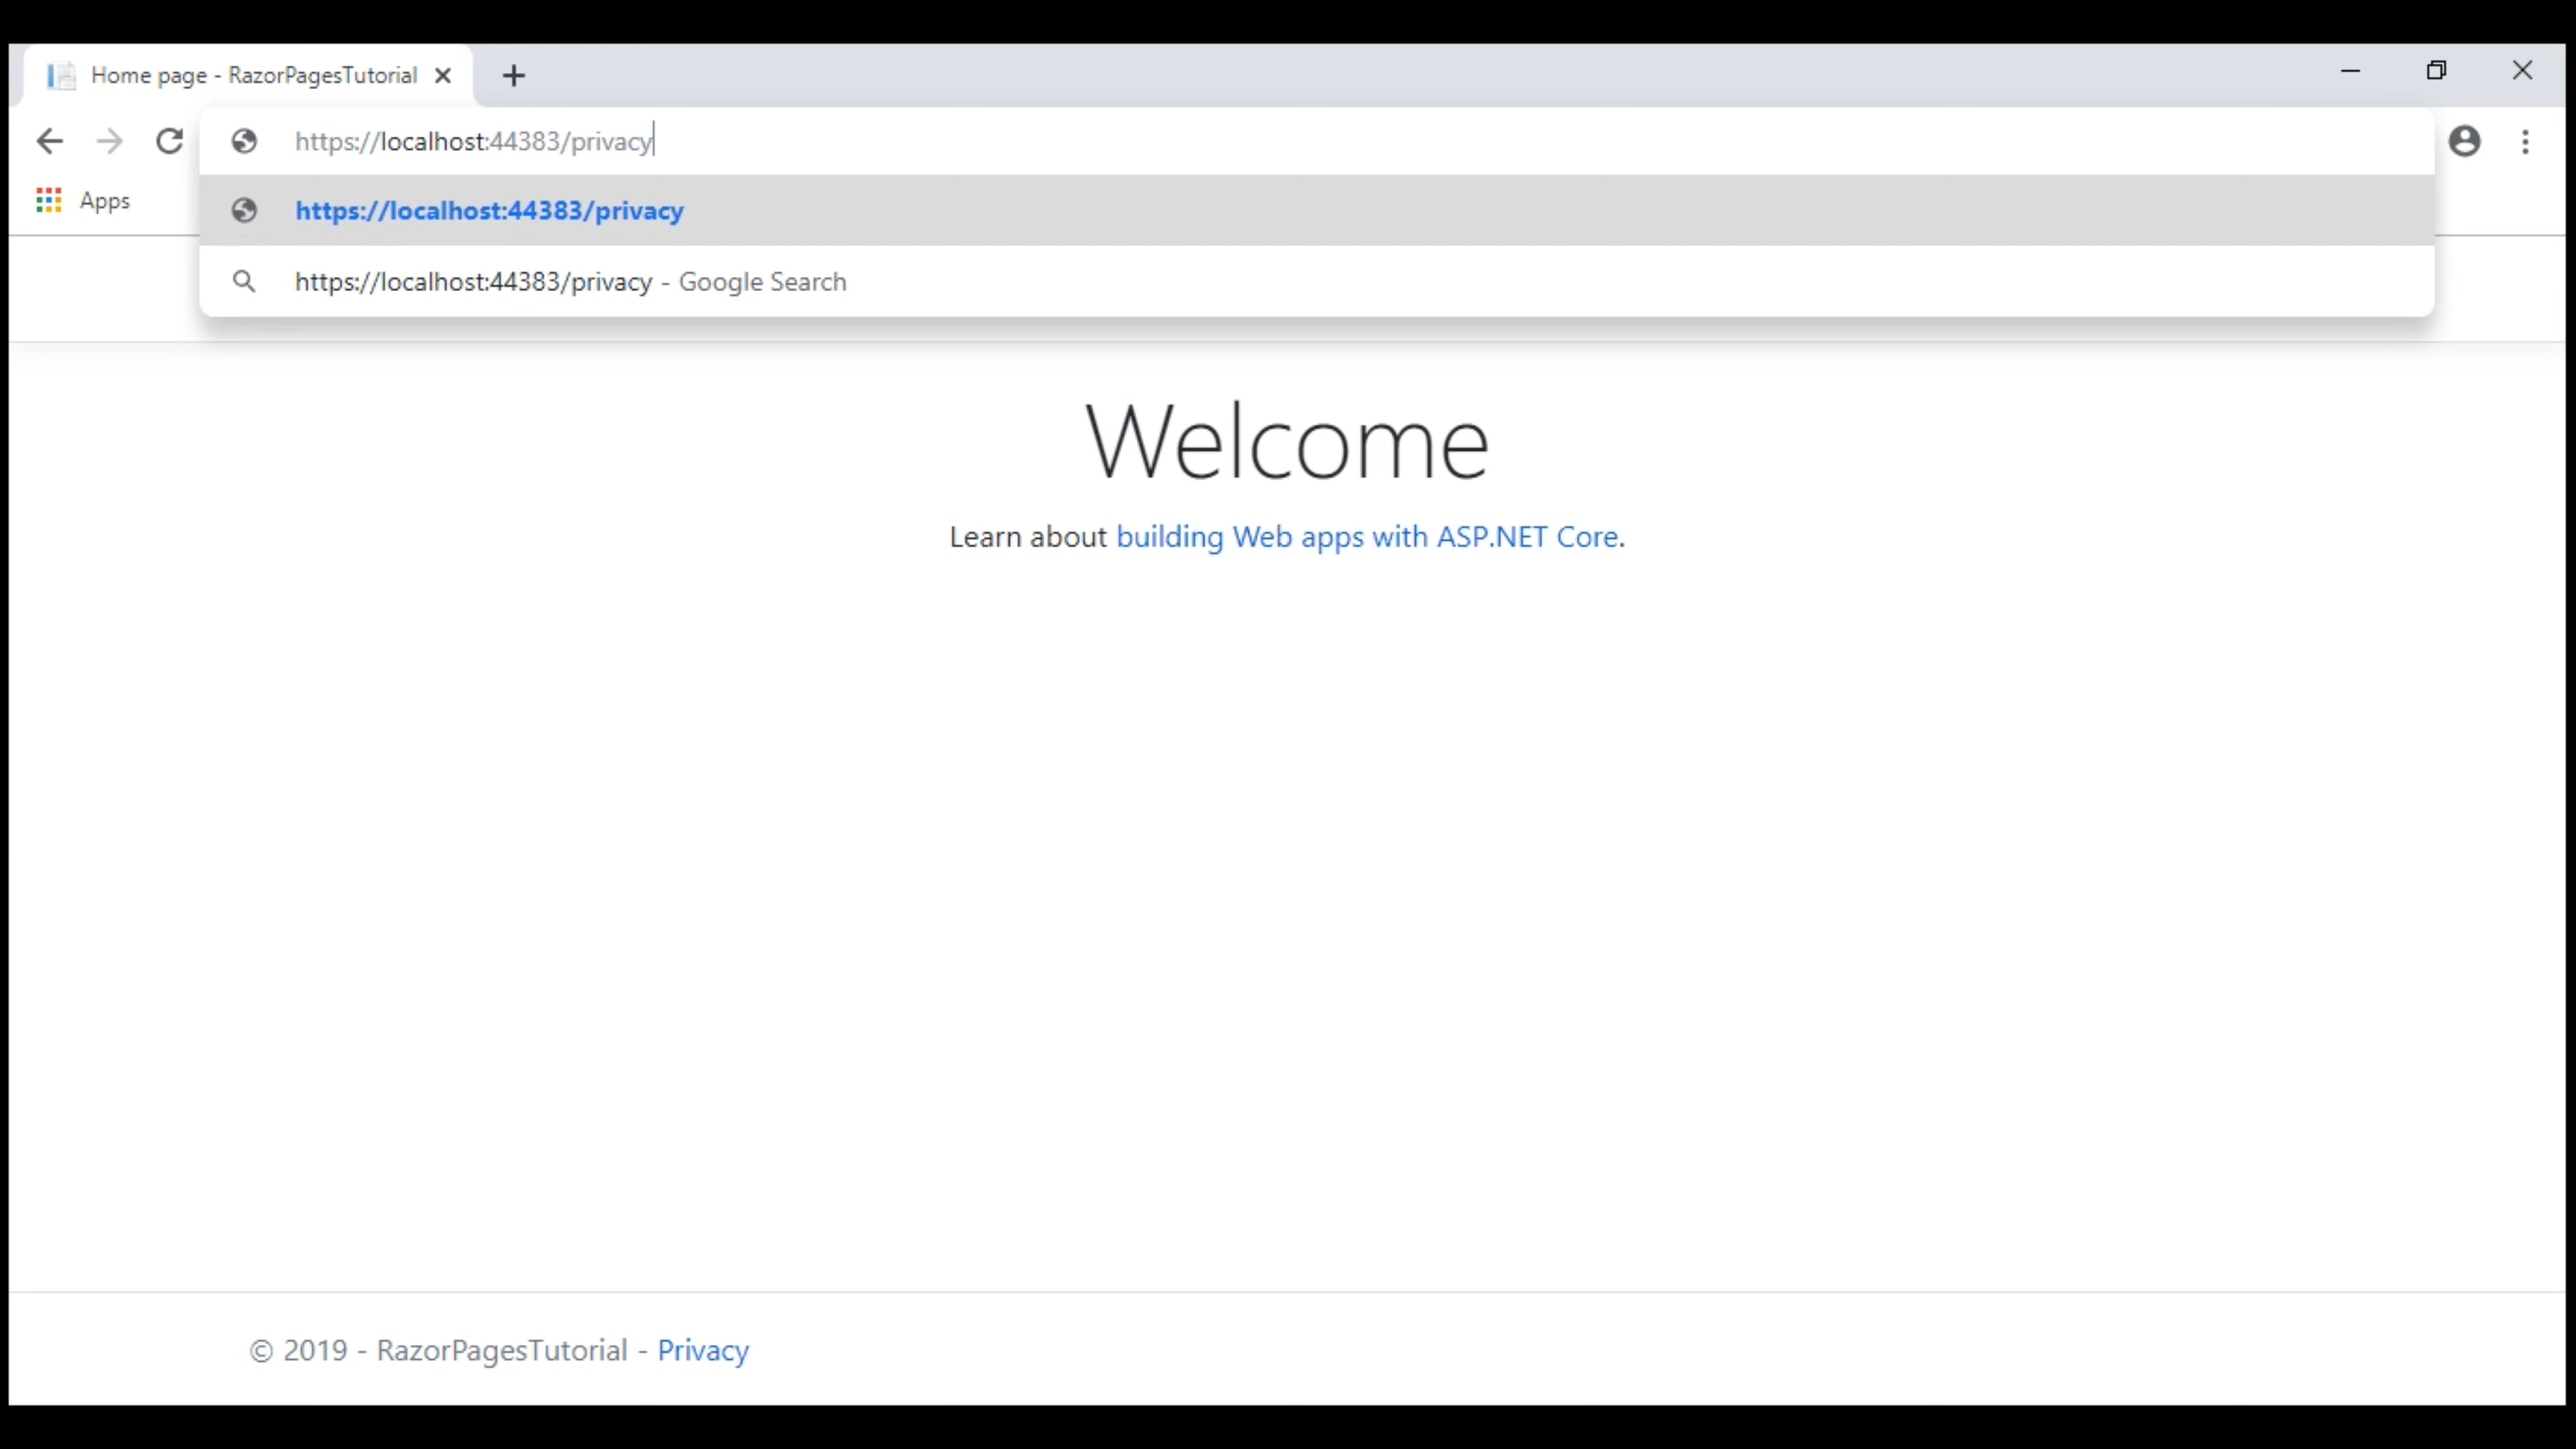 Home page - RazorPagesTutorial
https://localhost:44383/privacy
Apps
https://localhost:44383/privacy
https://localhost:44383/privacy - Google Search
Welcome
Learn about building Web apps with ASP.NET Core.
© 2019 - RazorPagesTutorial - Privacy